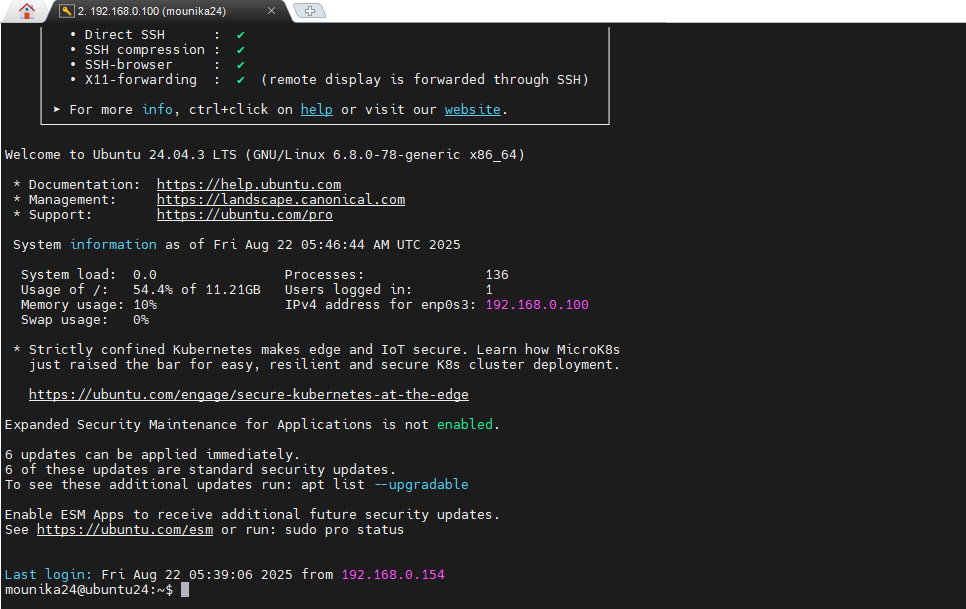 2. 192.168.0.100 (mounika24)
• Direct SSH : ✔
• SSH compression : ✔
• SSH-browser : ✔
• X11-forwarding : ✔ (remote display is forwarded through SSH)
► For more info, ctrl+click on help or visit our website.
Welcome to Ubuntu 24.04.3 LTS (GNU/Linux 6.8.0-78-generic x86_64)
* Documentation: https://help.ubuntu.com
* Management: https://landscape.canonical.com
* Support: https://ubuntu.com/pro
System information as of Fri Aug 22 05:46:44 AM UTC 2025
System load: 0.0 Processes: 136
Usage of /: 54.4% of 11.21GB Users logged in: 1
Memory usage: 10% IPv4 address for enp0s3: 192.168.0.100
Swap usage: 0%
* Strictly confined Kubernetes makes edge and IoT secure. Learn how MicroK8s
just raised the bar for easy, resilient and secure K8s cluster deployment.
https://ubuntu.com/engage/secure-kubernetes-at-the-edge
Expanded Security Maintenance for Applications is not enabled.
6 updates can be applied immediately.
6 of these updates are standard security updates.
To see these additional updates run: apt list --upgradable
Enable ESM Apps to receive additional future security updates.
See https://ubuntu.com/esm or run: sudo pro status
Last login: Fri Aug 22 05:39:06 2025 from 192.168.0.154
mounika24@ubuntu24:~$